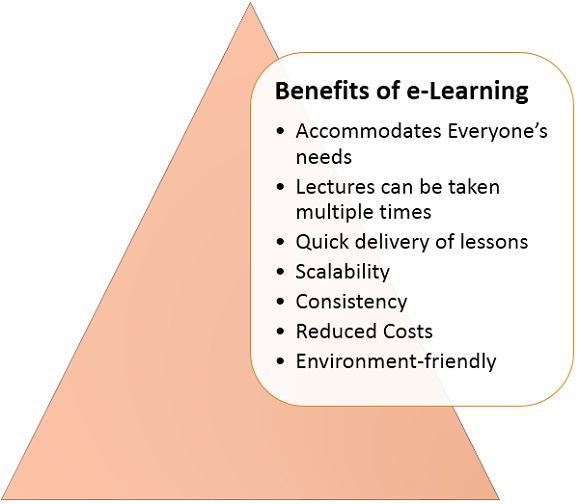 Benefits of e-Learning
• Accommodates Everyone’s
needs
• Lectures can be taken
multiple times
• Quick delivery of lessons
• Scalability
• Consistency
• Reduced Costs
• Environment-friendly